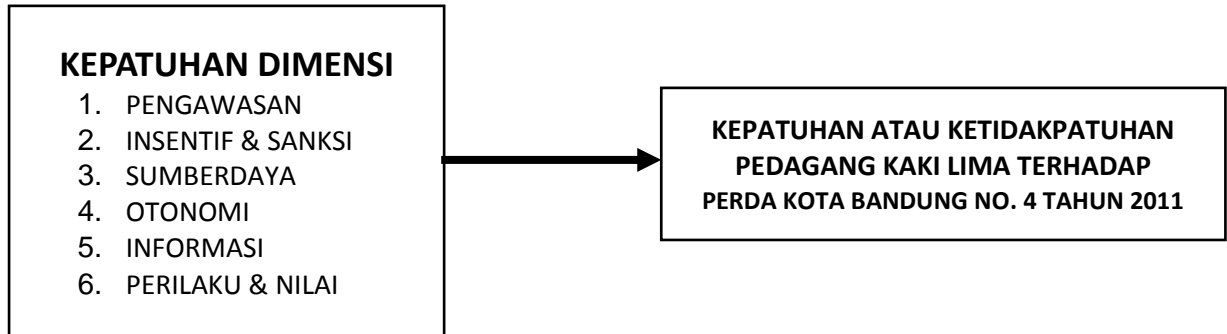 KEPATUHAN DIMENSI
1. PENGAWASAN
2. INSENTIF & SANKSI
3. SUMBERDAYA
4. OTONOMI
5. INFORMASI
6. PERILAKU & NILAI
KEPATUHAN ATAU KETIDAKPATUHAN
PEDAGANG KAKI LIMA TERHADAP
PERDA KOTA BANDUNG NO. 4 TAHUN 2011